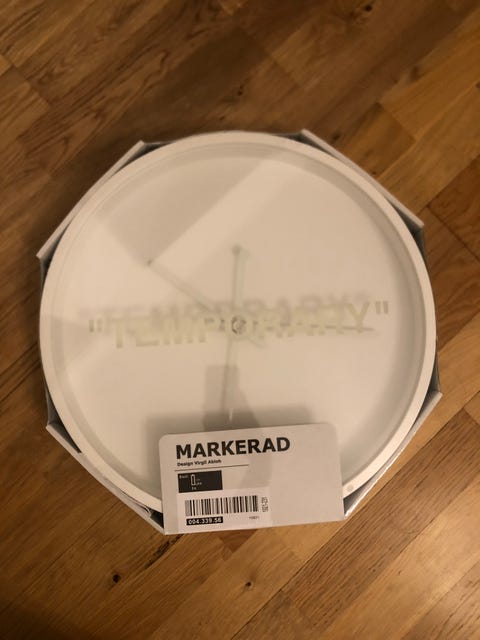 "TEMPORARY"
MARKERAD
Design Virgil Abloh
004.339.56